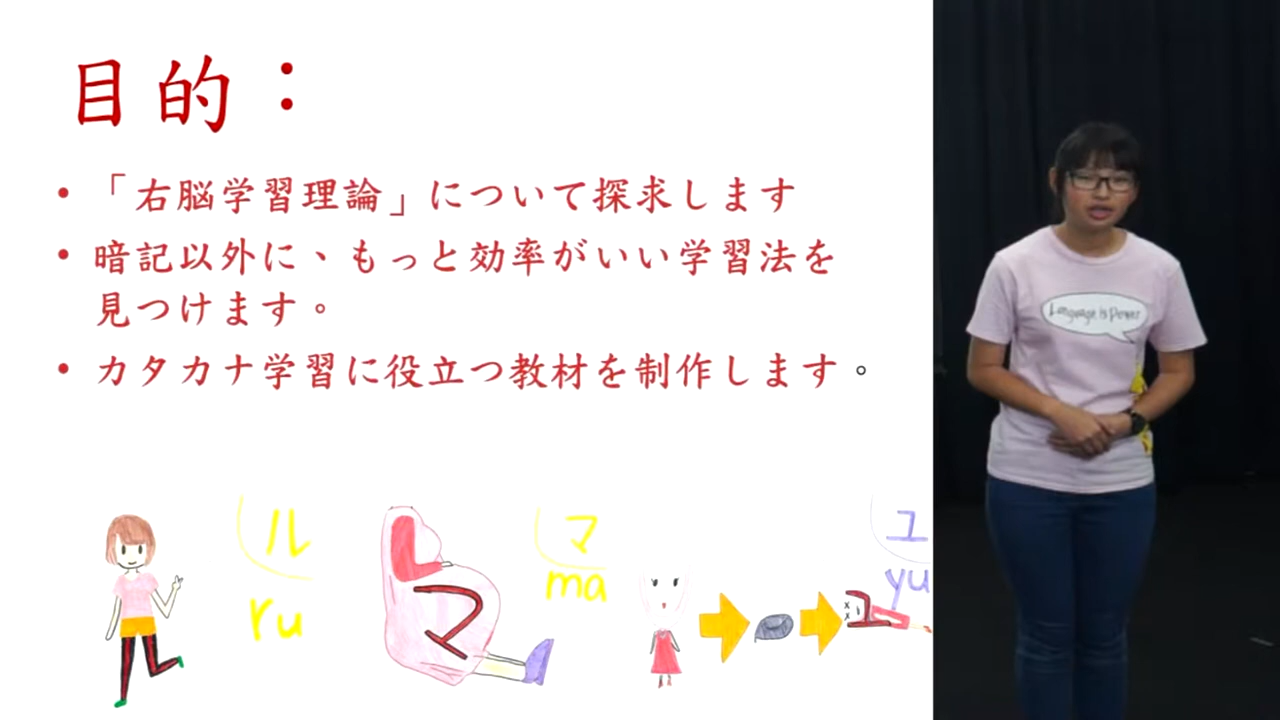 目的：
• 「右脳学習理論」について探求します
• 暗記以外に、もっと効率がいい学習法を
見つけます。
• カタカナ学習に役立つ教材を制作します。
Language is Power
ル
ru
マ
マ
ma
ユ
ユ
yu